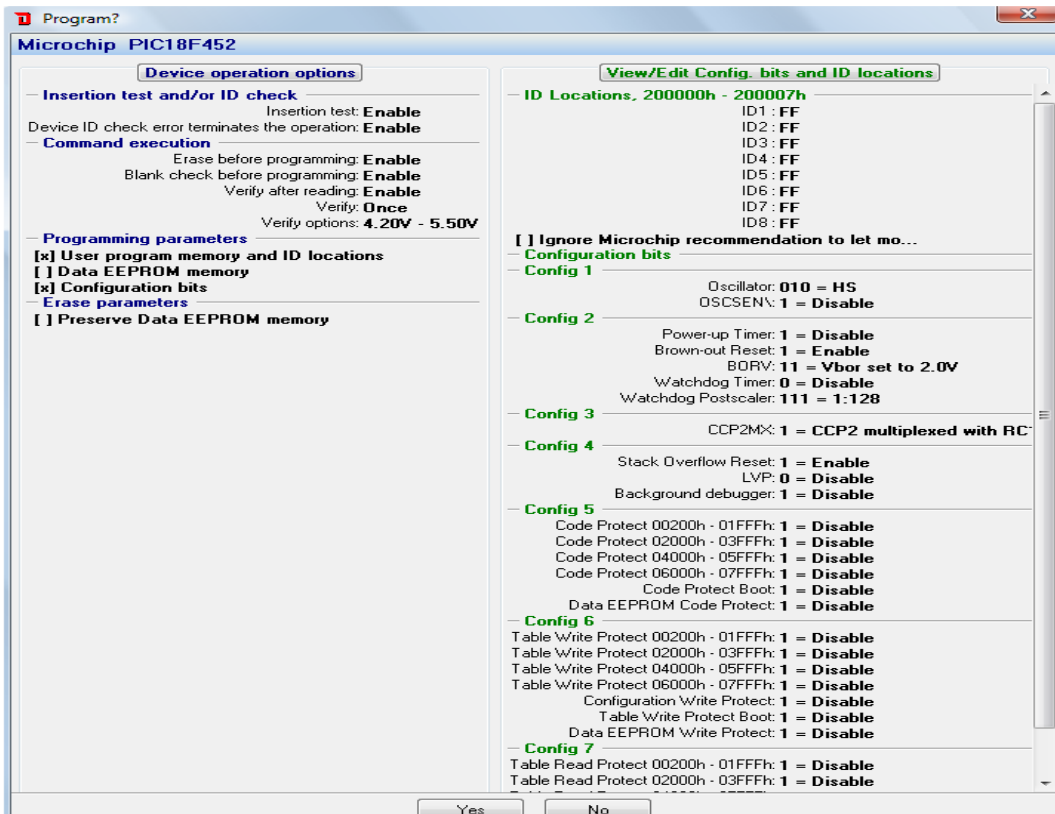 Program?
Microchip PIC18F452
Device operation options
Insertion test and/or ID check
Insertion test: Enable
Device ID check error terminates the operation: Enable
Command execution
Erase before programming: Enable
Blank check before programming: Enable
Verify after reading: Enable
Verify: Once
Verify options: 4.20V - 5.50V
Programming parameters
[x] User program memory and ID locations
[ ] Data EEPROM memory
[x] Configuration bits
Erase parameters
[ ] Preserve Data EEPROM memory
View/Edit Config. bits and ID locations
ID Locations, 200000h - 200007h
ID1 : FF
ID2 : FF
ID3 : FF
ID4 : FF
ID5 : FF
ID6 : FF
ID7 : FF
ID8 : FF
[ ] Ignore Microchip recommendation to let mo...
Configuration bits
Config 1
Oscillator: 010 = HS
OSCSEN\: 1 = Disable
Config 2
Power-up Timer: 1 = Disable
Brown-out Reset: 1 = Enable
BORV: 11 = Vbor set to 2.0V
Watchdog Timer: 0 = Disable
Watchdog Postscaler: 111 = 1:128
Config 3
CCP2MX: 1 = CCP2 multiplexed with RC
Config 4
Stack Overflow Reset: 1 = Enable
LVP: 0 = Disable
Background debugger: 1 = Disable
Config 5
Code Protect 00200h - 01FFFh: 1 = Disable
Code Protect 02000h - 03FFFh: 1 = Disable
Code Protect 04000h - 05FFFh: 1 = Disable
Code Protect 06000h - 07FFFh: 1 = Disable
Code Protect Boot: 1 = Disable
Data EEPROM Code Protect: 1 = Disable
Config 6
Table Write Protect 00200h - 01FFFh: 1 = Disable
Table Write Protect 02000h - 03FFFh: 1 = Disable
Table Write Protect 04000h - 05FFFh: 1 = Disable
Table Write Protect 06000h - 07FFFh: 1 = Disable
Configuration Write Protect: 1 = Disable
Table Write Protect Boot: 1 = Disable
Data EEPROM Write Protect: 1 = Disable
Config 7
Table Read Protect 00200h - 01FFFh: 1 = Disable
Table Read Protect 02000h - 03FFFh: 1 = Disable
Yes
No